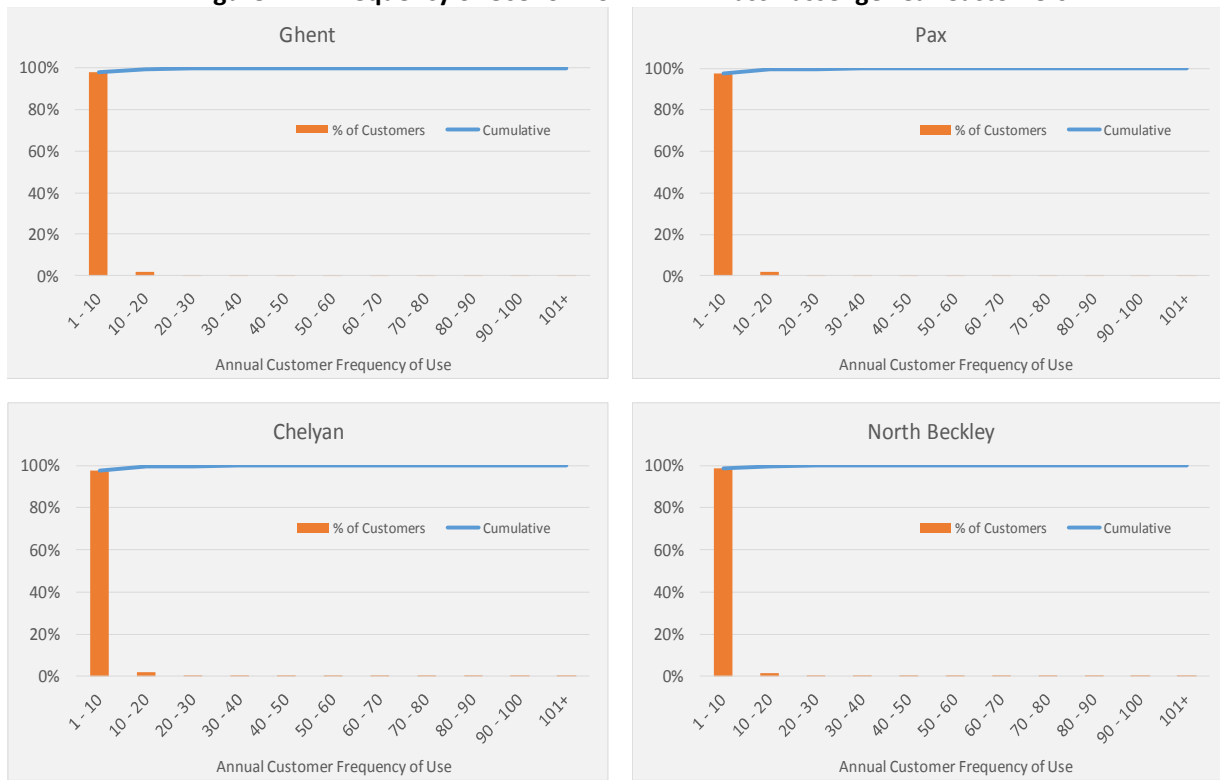 Figure Frequency of Passenger Car Customers
Ghent
100%
80%
60%
40%
20%
0%
% of Customers Cumulative
1 - 10 10 - 20 20 - 30 30 - 40 40 - 50 50 - 60 60 - 70 70 - 80 80 - 90 90 - 100 101+
Annual Customer Frequency of Use
Pax
100%
80%
60%
40%
20%
0%
% of Customers Cumulative
1 - 10 10 - 20 20 - 30 30 - 40 40 - 50 50 - 60 60 - 70 70 - 80 80 - 90 90 - 100 101+
Annual Customer Frequency of Use
Chelyan
100%
80%
60%
40%
20%
0%
% of Customers Cumulative
1 - 10 10 - 20 20 - 30 30 - 40 40 - 50 50 - 60 60 - 70 70 - 80 80 - 90 90 - 100 101+
Annual Customer Frequency of Use
North Beckley
100%
80%
60%
40%
20%
0%
% of Customers Cumulative
1 - 10 10 - 20 20 - 30 30 - 40 40 - 50 50 - 60 60 - 70 70 - 80 80 - 90 90 - 100 101+
Annual Customer Frequency of Use